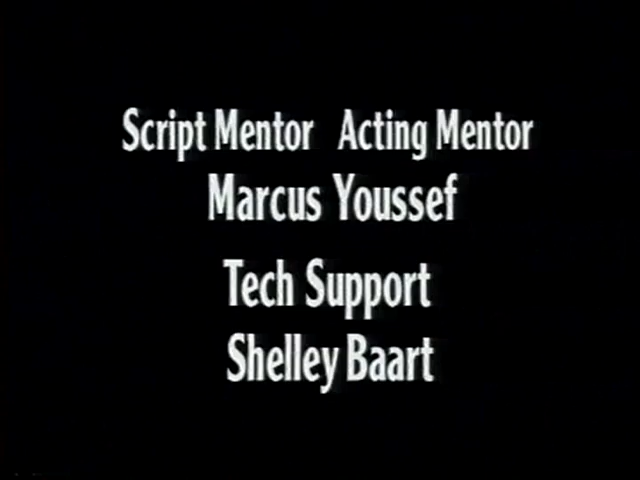 Script Mentor Acting Mentor
Marcus Youssef
Tech Support
Shelley Baart